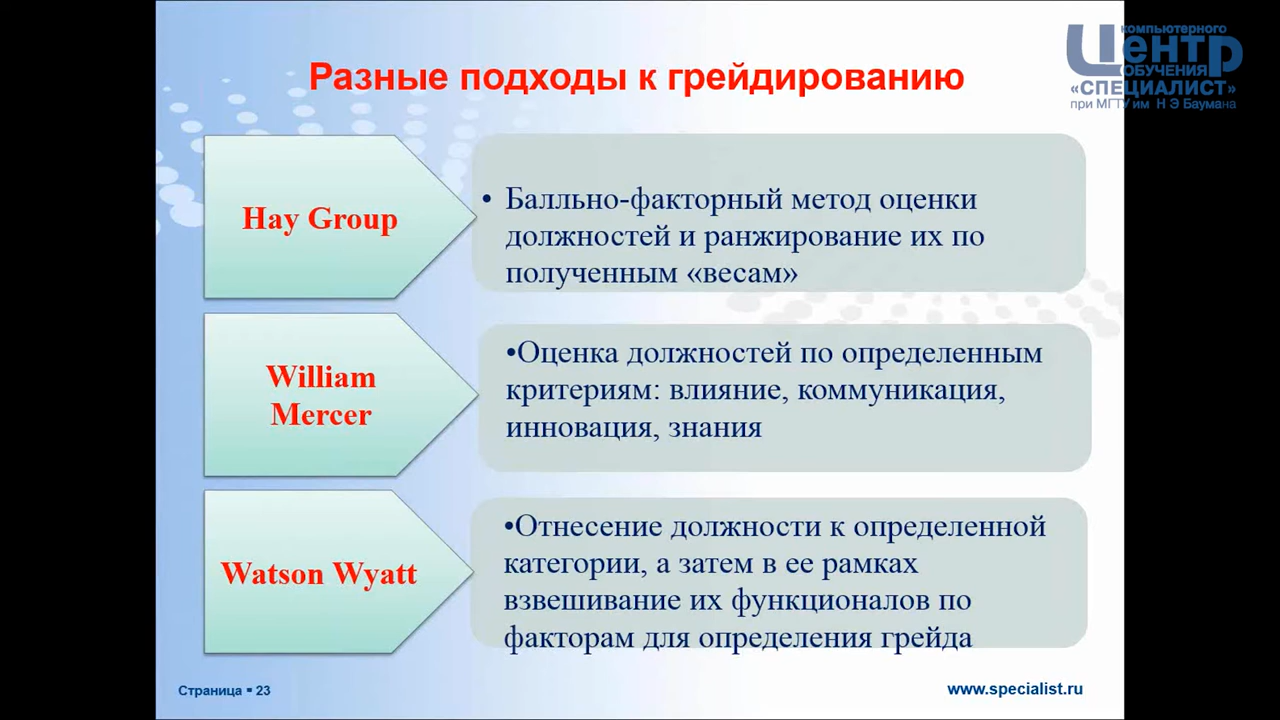 Разные подходы к грейдированию
компьютерного
Центр
ОБУЧЕНИЯ
«СПЕЦИАЛИСТ»
при МГТУ им Н Э Баумана
Hay Group
• Балльно-факторный метод оценки
должностей и ранжирование их по
полученным «весам»
William
Mercer
•Оценка должностей по определенным
критериям: влияние, коммуникация,
инновация, знания
Watson Wyatt
•Отнесение должности к определенной
категории, а затем в ее рамках
взвешивание их функционалов по
факторам для определения грейда
Страница ▪ 23
www.specialist.ru